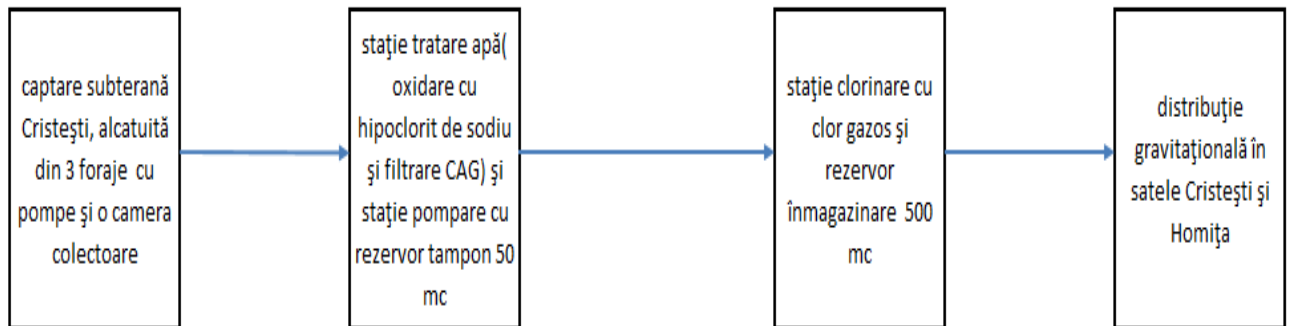 captare subterană
Cristeşti, alcatuită
din 3 foraje cu
pompe şi o camera
colectoare
staţie tratare apă(
oxidare cu
hipoclorit de sodiu
şi filtrare CAG) şi
staţie pompare cu
rezervor tampon 50
mc
staţie clorinare cu
clor gazos şi
rezervor
înmagazinare 500
mc
distribuţie
gravitaţională în
satele Cristeşti şi
Homiţa